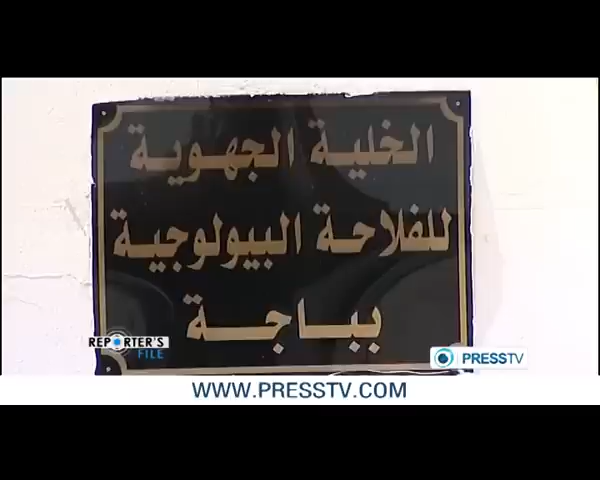 الخلية الجهوية
للفلاحة البيولوجية
بباجة
REPORTER'S
FILE
PRESSTV
WWW.PRESSTV.COM